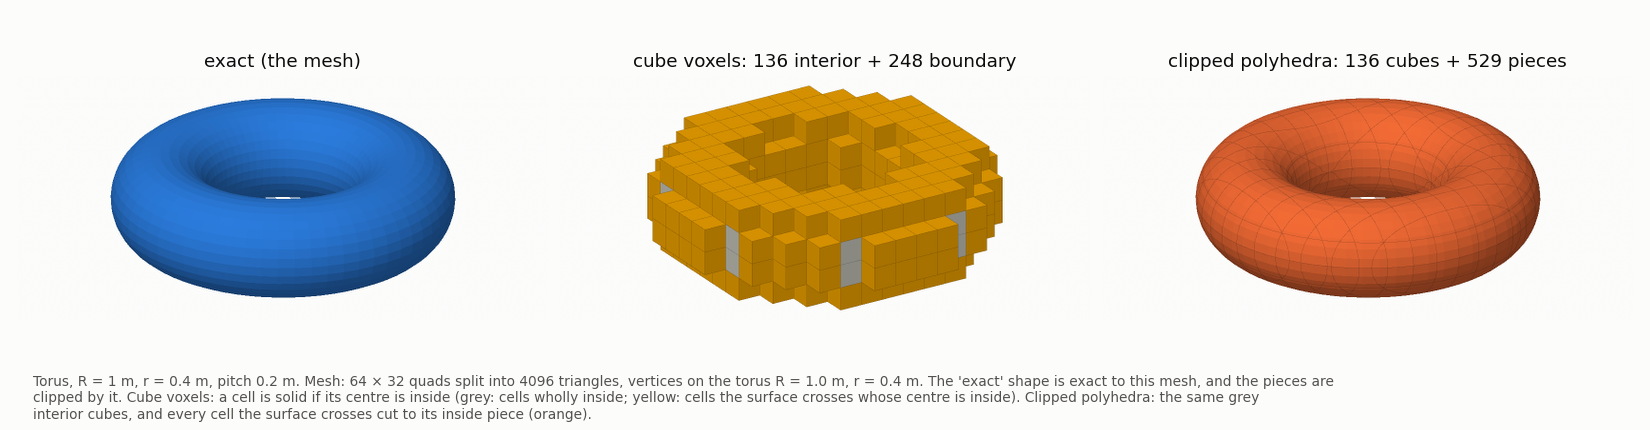 exact (the mesh)
cube voxels: 136 interior + 248 boundary
clipped polyhedra: 136 cubes + 529 pieces
Torus, R = 1 m, r = 0.4 m, pitch 0.2 m. Mesh: 64 × 32 quads split into 4096 triangles, vertices on the torus R = 1.0 m, r = 0.4 m. The 'exact' shape is exact to this mesh, and the pieces are
clipped by it. Cube voxels: a cell is solid if its centre is inside (grey: cells wholly inside; yellow: cells the surface crosses whose centre is inside). Clipped polyhedra: the same grey
interior cubes, and every cell the surface crosses cut to its inside piece (orange).